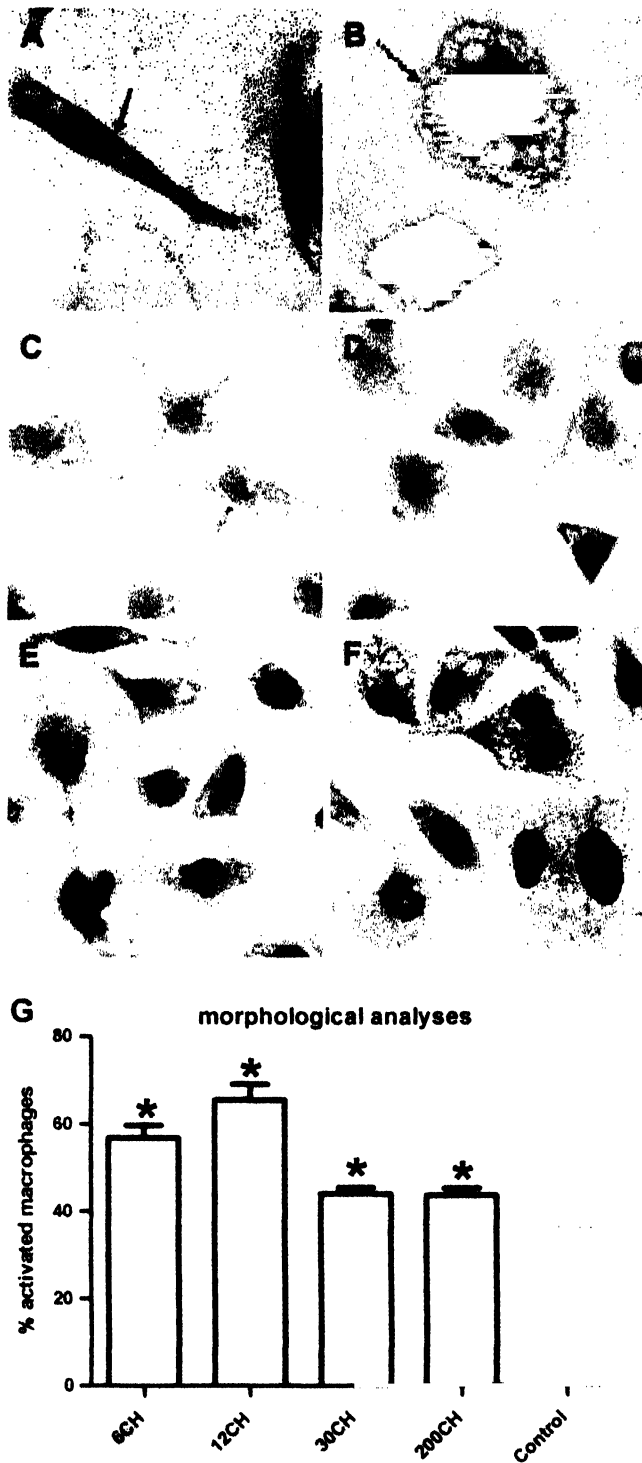 A
B
C
D
E
F
G
morphological analyses
% activated macrophages
80
60
40
20
0
*
*
*
*
6CH
12CH
30CH
200CH
Control